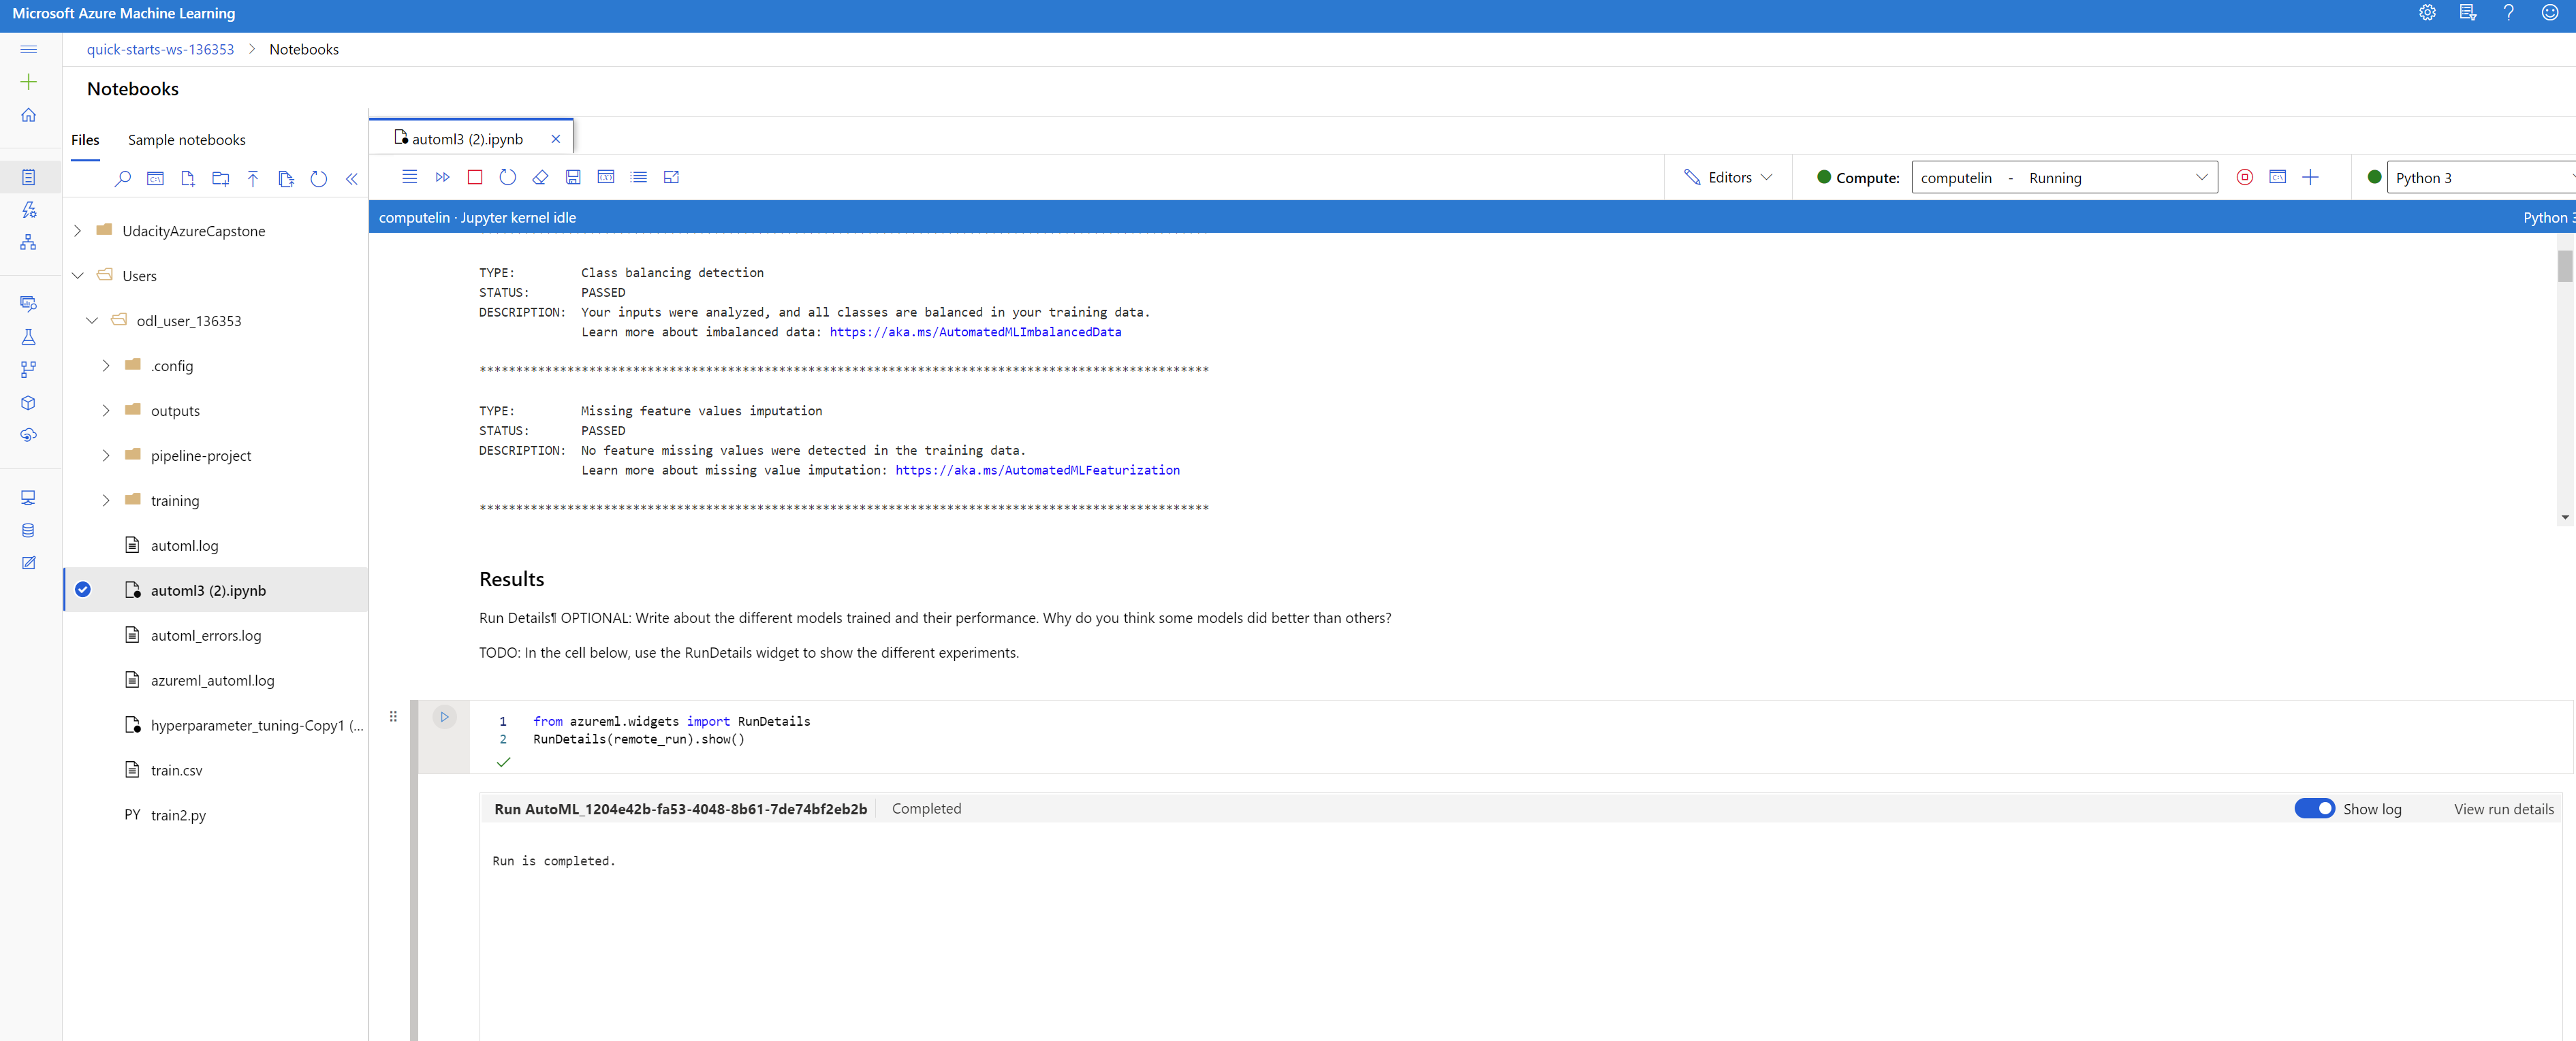 Microsoft Azure Machine Learning
quick-starts-ws-136353 > Notebooks
Notebooks
Files Sample notebooks
automl3 (2).ipynb
Editors
Compute: computelin - Running
Python 3
computelin · Jupyter kernel idle
Python 3
UdacityAzureCapstone
Users
odl_user_136353
.config
outputs
pipeline-project
training
automl.log
automl3 (2).ipynb
automl_errors.log
azureml_automl.log
hyperparameter_tuning-Copy1 (...
train.csv
PY train2.py
TYPE: Class balancing detection
STATUS: PASSED
DESCRIPTION: Your inputs were analyzed, and all classes are balanced in your training data.
Learn more about imbalanced data: https://aka.ms/AutomatedMLImbalancedData
****************************************************************************************************
TYPE: Missing feature values imputation
STATUS: PASSED
DESCRIPTION: No feature missing values were detected in the training data.
Learn more about missing value imputation: https://aka.ms/AutomatedMLFeaturization
****************************************************************************************************
Results
Run Details¶ OPTIONAL: Write about the different models trained and their performance. Why do you think some models did better than others?
TODO: In the cell below, use the RunDetails widget to show the different experiments.
1 from azureml.widgets import RunDetails
2 RunDetails(remote_run).show()
Run AutoML_1204e42b-fa53-4048-8b61-7de74bf2eb2b Completed
Show log
View run details
Run is completed.